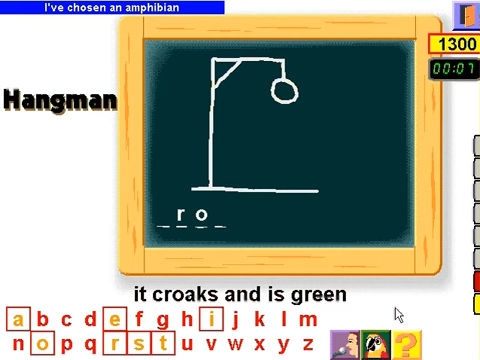 I've chosen an amphibian
1300
00:07
Hangman
_ r o _
it croaks and is green
a b c d e f g h i j k l m
n o p q r s t u v w x y z
?